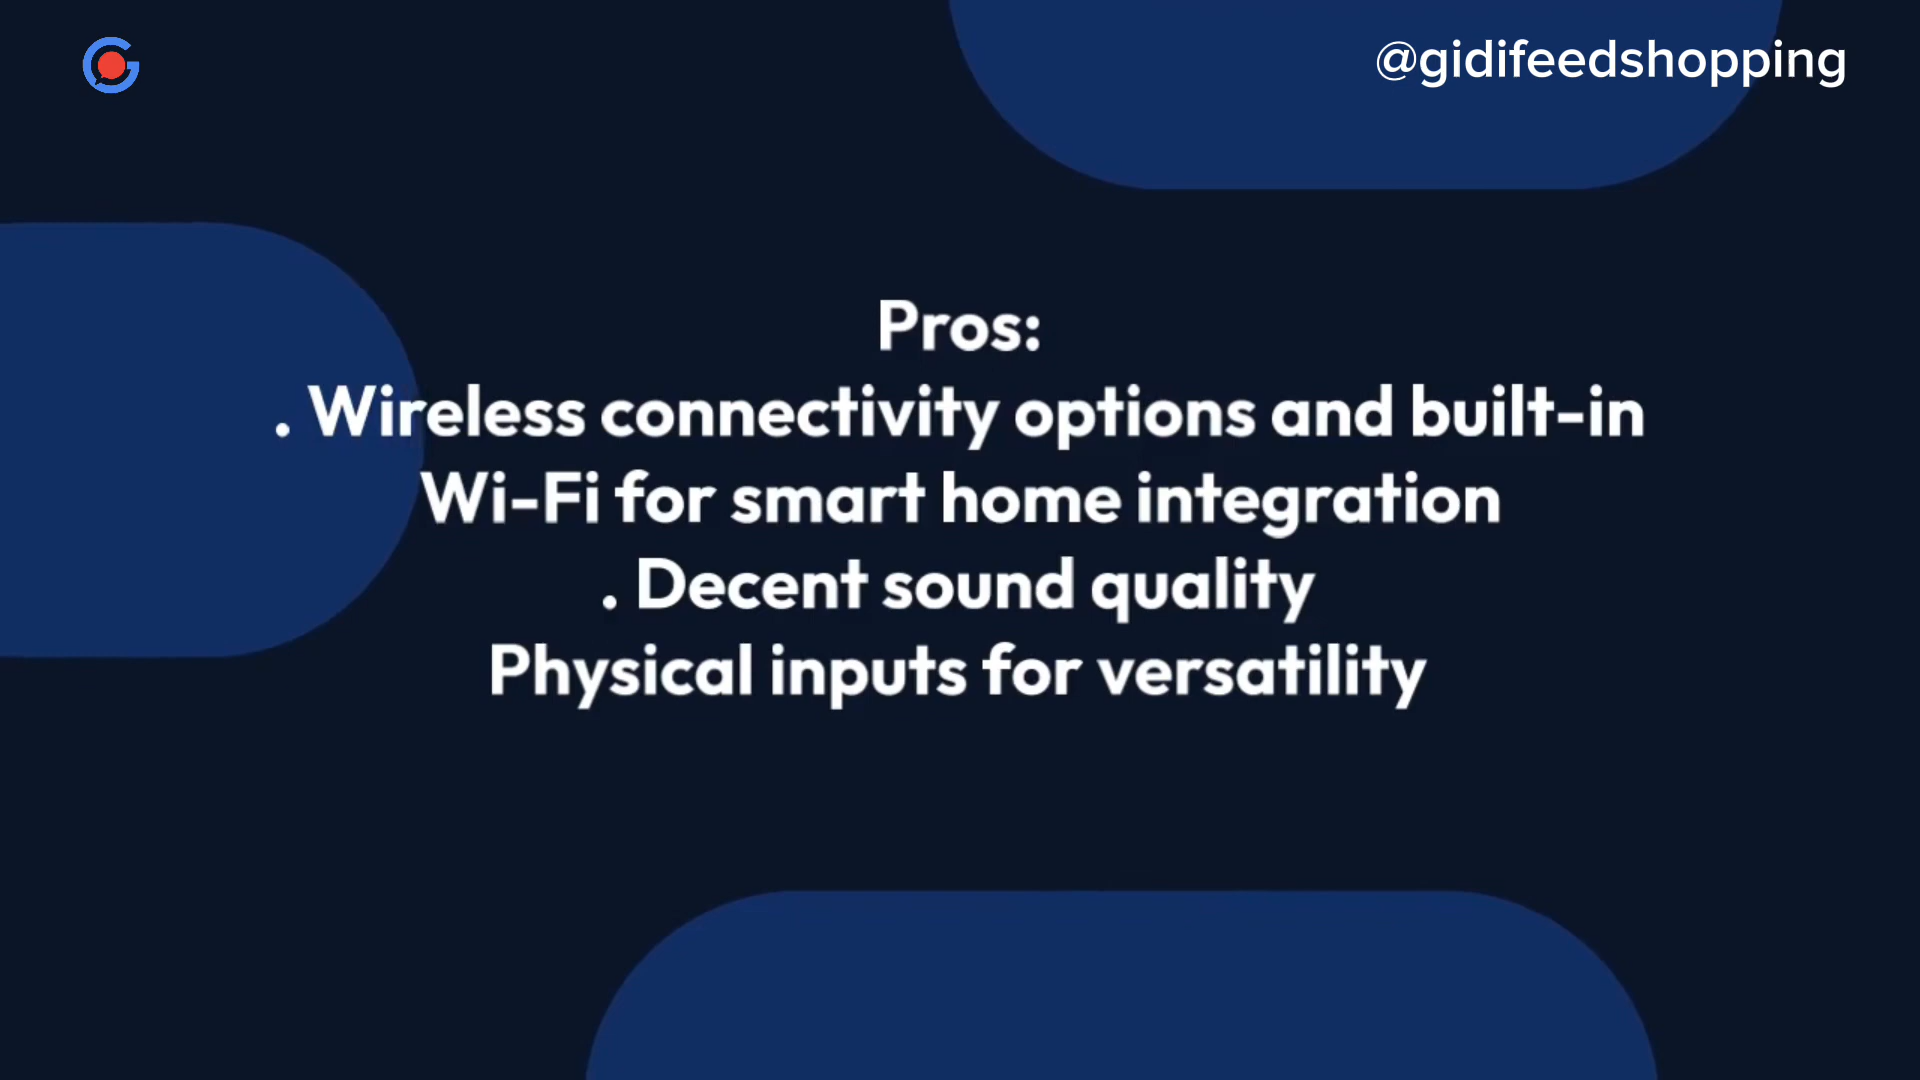 @gidifeedshopping
Pros:
. Wireless connectivity options and built-in
Wi-Fi for smart home integration
. Decent sound quality
Physical inputs for versatility